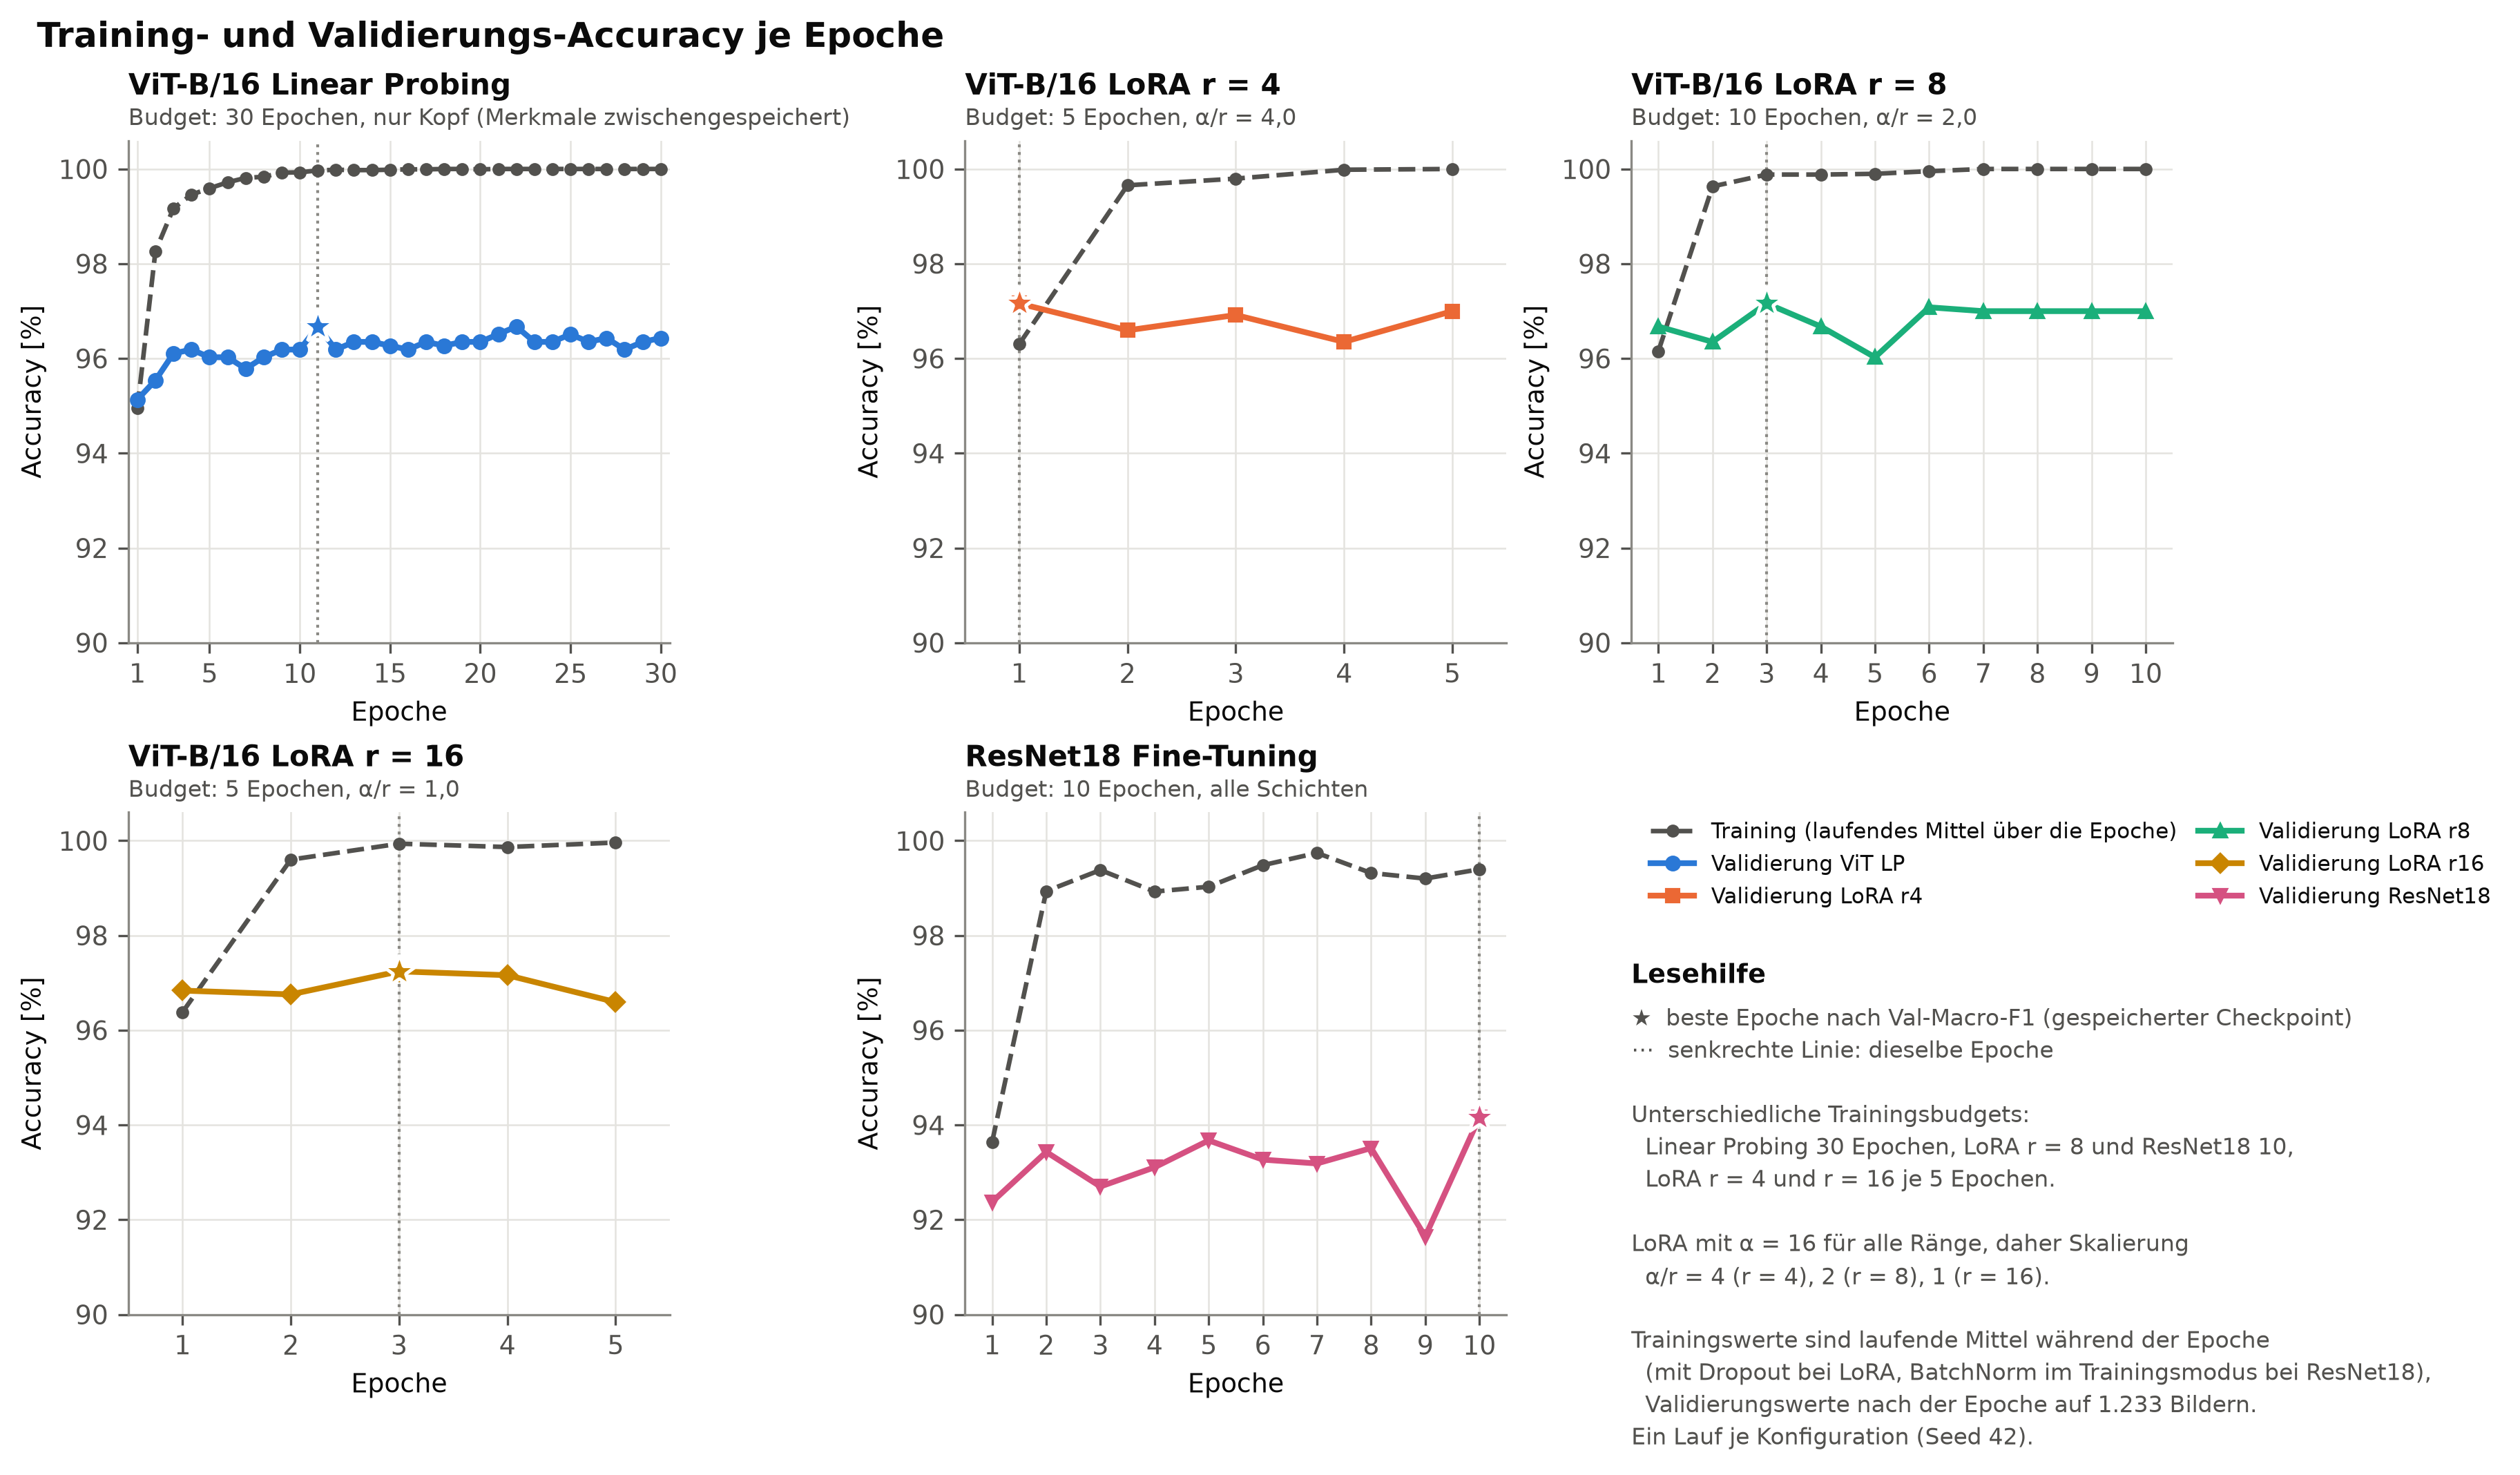 Training- und Validierungs-Accuracy je Epoche
ViT-B/16 Linear Probing
Budget: 30 Epochen, nur Kopf (Merkmale zwischengespeichert)
Accuracy [%]
100
98
96
94
92
90
1 5 10 15 20 25 30
Epoche
ViT-B/16 LoRA r = 4
Budget: 5 Epochen, α/r = 4,0
Accuracy [%]
100
98
96
94
92
90
1 2 3 4 5
Epoche
ViT-B/16 LoRA r = 8
Budget: 10 Epochen, α/r = 2,0
Accuracy [%]
100
98
96
94
92
90
1 2 3 4 5 6 7 8 9 10
Epoche
ViT-B/16 LoRA r = 16
Budget: 5 Epochen, α/r = 1,0
Accuracy [%]
100
98
96
94
92
90
1 2 3 4 5
Epoche
ResNet18 Fine-Tuning
Budget: 10 Epochen, alle Schichten
Accuracy [%]
100
98
96
94
92
90
1 2 3 4 5 6 7 8 9 10
Epoche
Training (laufendes Mittel über die Epoche)
Validierung ViT LP
Validierung LoRA r4
Validierung LoRA r8
Validierung LoRA r16
Validierung ResNet18
Lesehilfe
★ beste Epoche nach Val-Macro-F1 (gespeicherter Checkpoint)
⋯ senkrechte Linie: dieselbe Epoche
Unterschiedliche Trainingsbudgets:
Linear Probing 30 Epochen, LoRA r = 8 und ResNet18 10,
LoRA r = 4 und r = 16 je 5 Epochen.
LoRA mit α = 16 für alle Ränge, daher Skalierung
α/r = 4 (r = 4), 2 (r = 8), 1 (r = 16).
Trainingswerte sind laufende Mittel während der Epoche
(mit Dropout bei LoRA, BatchNorm im Trainingsmodus bei ResNet18),
Validierungswerte nach der Epoche auf 1.233 Bildern.
Ein Lauf je Konfiguration (Seed 42).